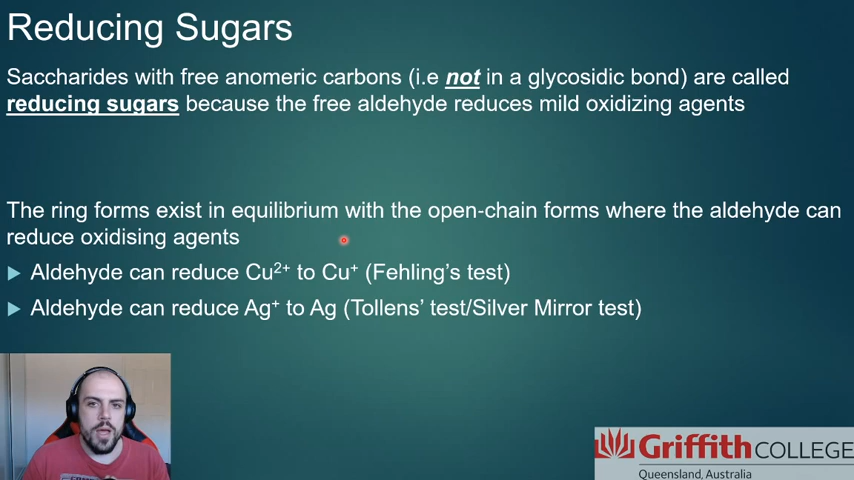 Reducing Sugars
Saccharides with free anomeric carbons (i.e not in a glycosidic bond) are called
reducing sugars because the free aldehyde reduces mild oxidizing agents
The ring forms exist in equilibrium with the open-chain forms where the aldehyde can
reduce oxidising agents
Aldehyde can reduce Cu²⁺ to Cu⁺ (Fehling’s test)
Aldehyde can reduce Ag⁺ to Ag (Tollens’ test/Silver Mirror test)
Griffith COLLEGE
Queensland, Australia